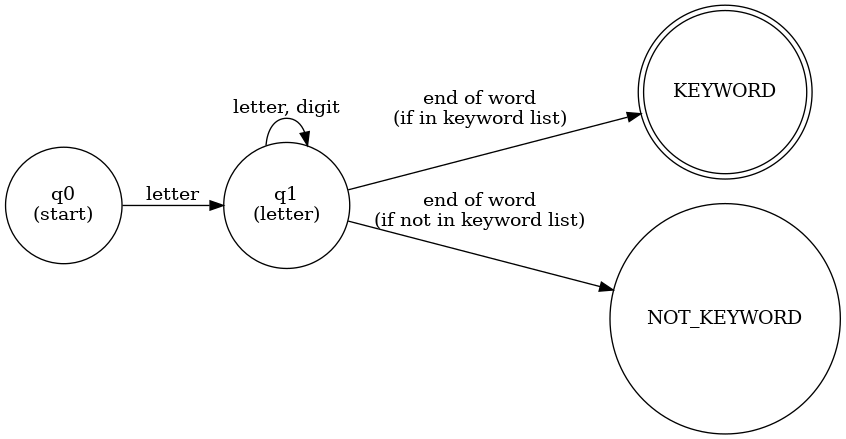 q0
(start)
letter
letter, digit
q1
(letter)
end of word
(if in keyword list)
end of word
(if not in keyword list)
KEYWORD
NOT_KEYWORD